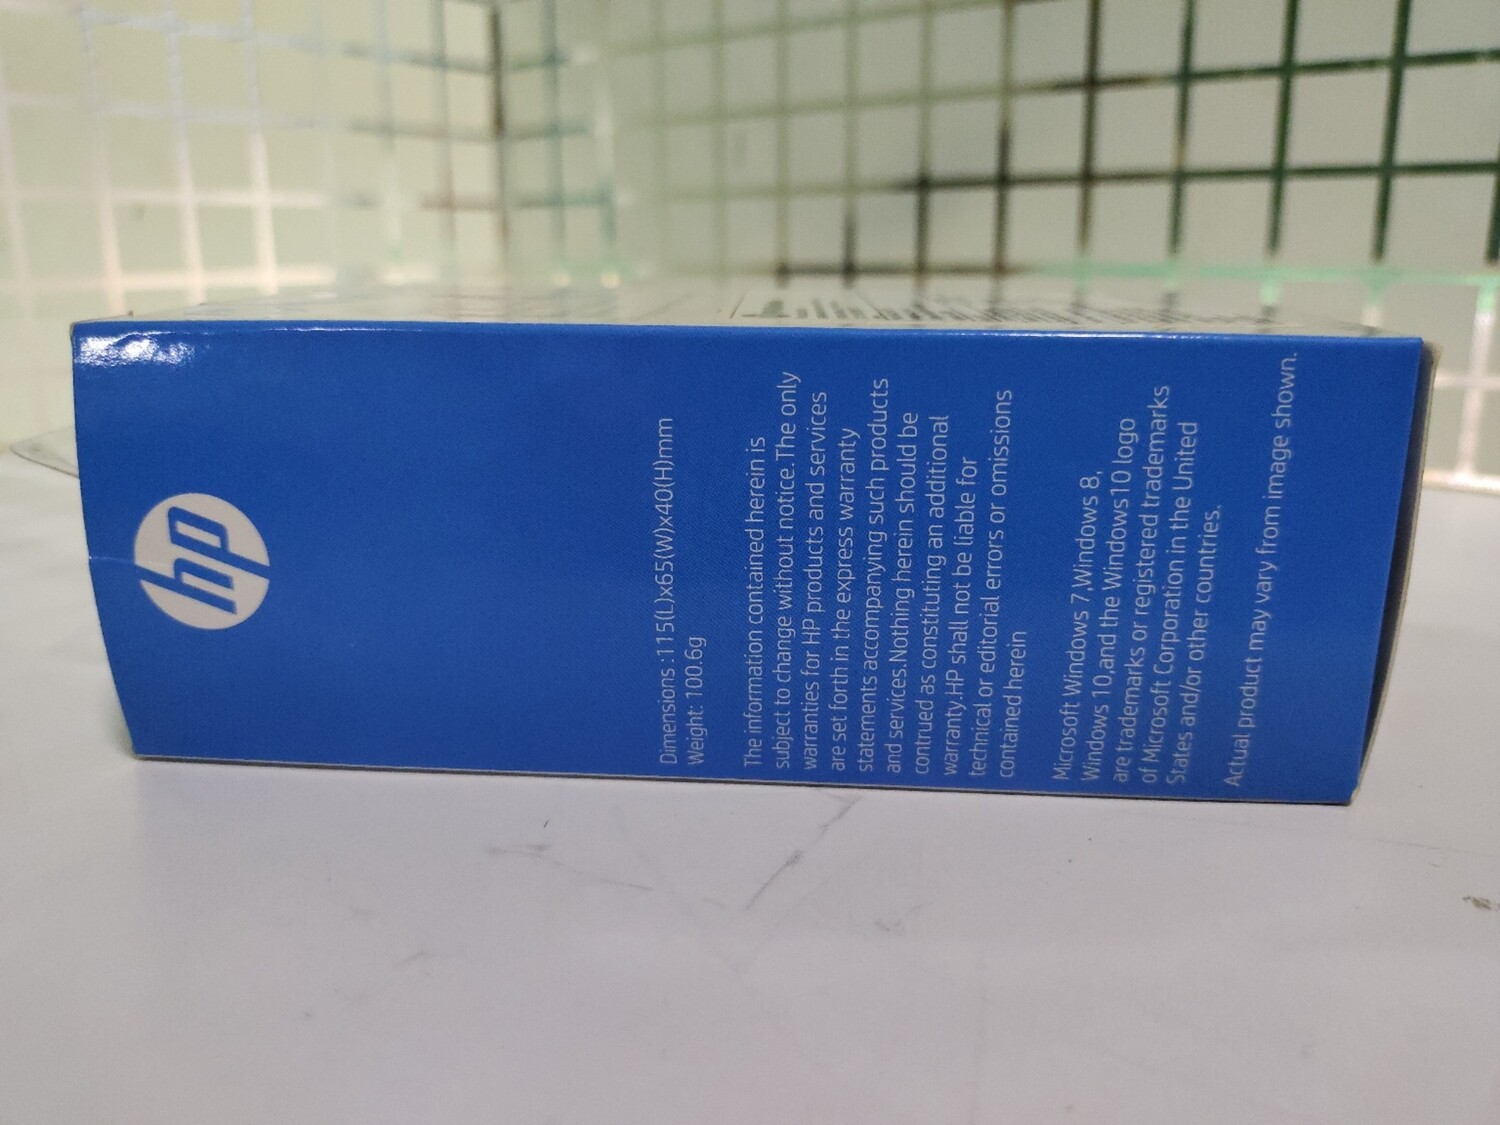 hp
Dimensions :115(L)x65(W)x40(H)mm
Weight: 100.6g
The information contained herein is
subject to change without notice.The only
warranties for HP products and services
are set forth in the express warranty
statements accompanying such products
and services.Nothing herein should be
contrued as constituting an additional
warranty.HP shall not be liable for
technical or editorial errors or omissions
contained herein
Microsoft Windows 7,Windows 8,
Windows 10,and the Windows10 logo
are trademarks or registered trademarks
of Microsoft Corporation in the United
States and/or other countries.
Actual product may vary from image shown.